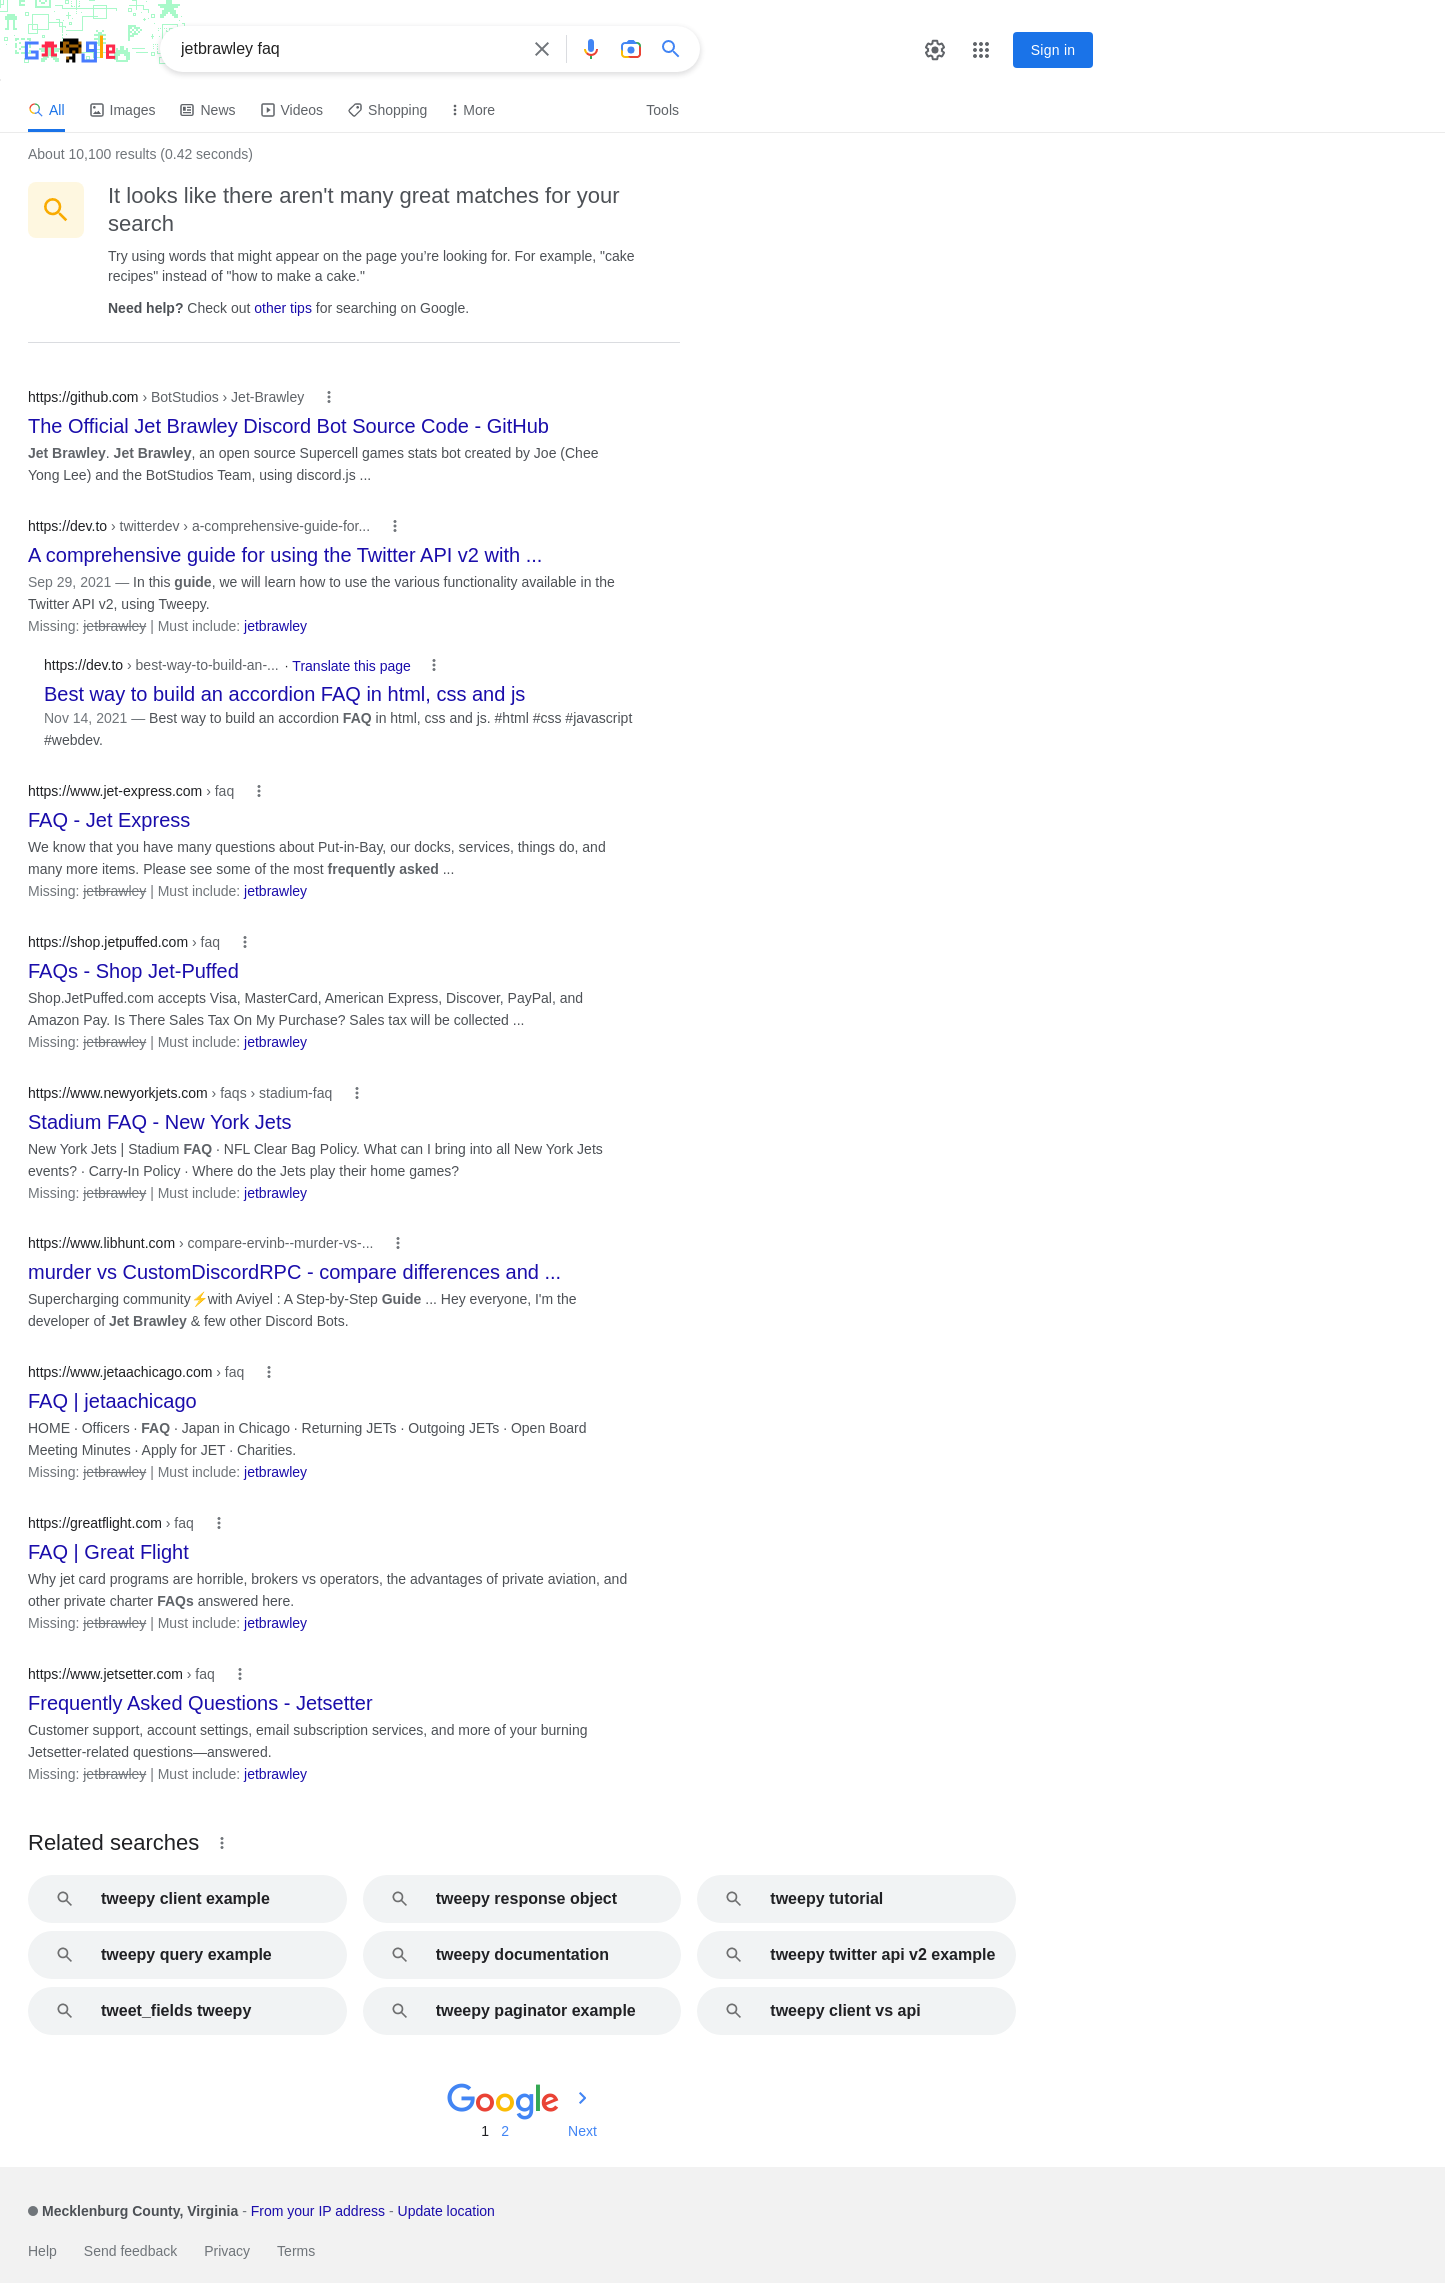 Google
jetbrawley faq
Sign in
All
Images
News
Videos
Shopping
More
Tools
About 10,100 results (0.42 seconds)
It looks like there aren't many great matches for your
search
Try using words that might appear on the page you’re looking for. For example, "cake
recipes" instead of "how to make a cake."
Need help? Check out other tips for searching on Google.
https://github.com › BotStudios › Jet-Brawley
The Official Jet Brawley Discord Bot Source Code - GitHub
Jet Brawley. Jet Brawley, an open source Supercell games stats bot created by Joe (Chee
Yong Lee) and the BotStudios Team, using discord.js ...
https://dev.to › twitterdev › a-comprehensive-guide-for...
A comprehensive guide for using the Twitter API v2 with ...
Sep 29, 2021 — In this guide, we will learn how to use the various functionality available in the
Twitter API v2, using Tweepy.
Missing: jetbrawley | Must include: jetbrawley
https://dev.to › best-way-to-build-an-... · Translate this page
Best way to build an accordion FAQ in html, css and js
Nov 14, 2021 — Best way to build an accordion FAQ in html, css and js. #html #css #javascript
#webdev.
https://www.jet-express.com › faq
FAQ - Jet Express
We know that you have many questions about Put-in-Bay, our docks, services, things do, and
many more items. Please see some of the most frequently asked ...
Missing: jetbrawley | Must include: jetbrawley
https://shop.jetpuffed.com › faq
FAQs - Shop Jet-Puffed
Shop.JetPuffed.com accepts Visa, MasterCard, American Express, Discover, PayPal, and
Amazon Pay. Is There Sales Tax On My Purchase? Sales tax will be collected ...
Missing: jetbrawley | Must include: jetbrawley
https://www.newyorkjets.com › faqs › stadium-faq
Stadium FAQ - New York Jets
New York Jets | Stadium FAQ · NFL Clear Bag Policy. What can I bring into all New York Jets
events? · Carry-In Policy · Where do the Jets play their home games?
Missing: jetbrawley | Must include: jetbrawley
https://www.libhunt.com › compare-ervinb--murder-vs-...
murder vs CustomDiscordRPC - compare differences and ...
Supercharging community⚡with Aviyel : A Step-by-Step Guide ... Hey everyone, I'm the
developer of Jet Brawley & few other Discord Bots.
https://www.jetaachicago.com › faq
FAQ | jetaachicago
HOME · Officers · FAQ · Japan in Chicago · Returning JETs · Outgoing JETs · Open Board
Meeting Minutes · Apply for JET · Charities.
Missing: jetbrawley | Must include: jetbrawley
https://greatflight.com › faq
FAQ | Great Flight
Why jet card programs are horrible, brokers vs operators, the advantages of private aviation, and
other private charter FAQs answered here.
Missing: jetbrawley | Must include: jetbrawley
https://www.jetsetter.com › faq
Frequently Asked Questions - Jetsetter
Customer support, account settings, email subscription services, and more of your burning
Jetsetter-related questions—answered.
Missing: jetbrawley | Must include: jetbrawley
Related searches
tweepy client example
tweepy response object
tweepy tutorial
tweepy query example
tweepy documentation
tweepy twitter api v2 example
tweet_fields tweepy
tweepy paginator example
tweepy client vs api
Google
1 2 Next
Mecklenburg County, Virginia - From your IP address - Update location
Help Send feedback Privacy Terms